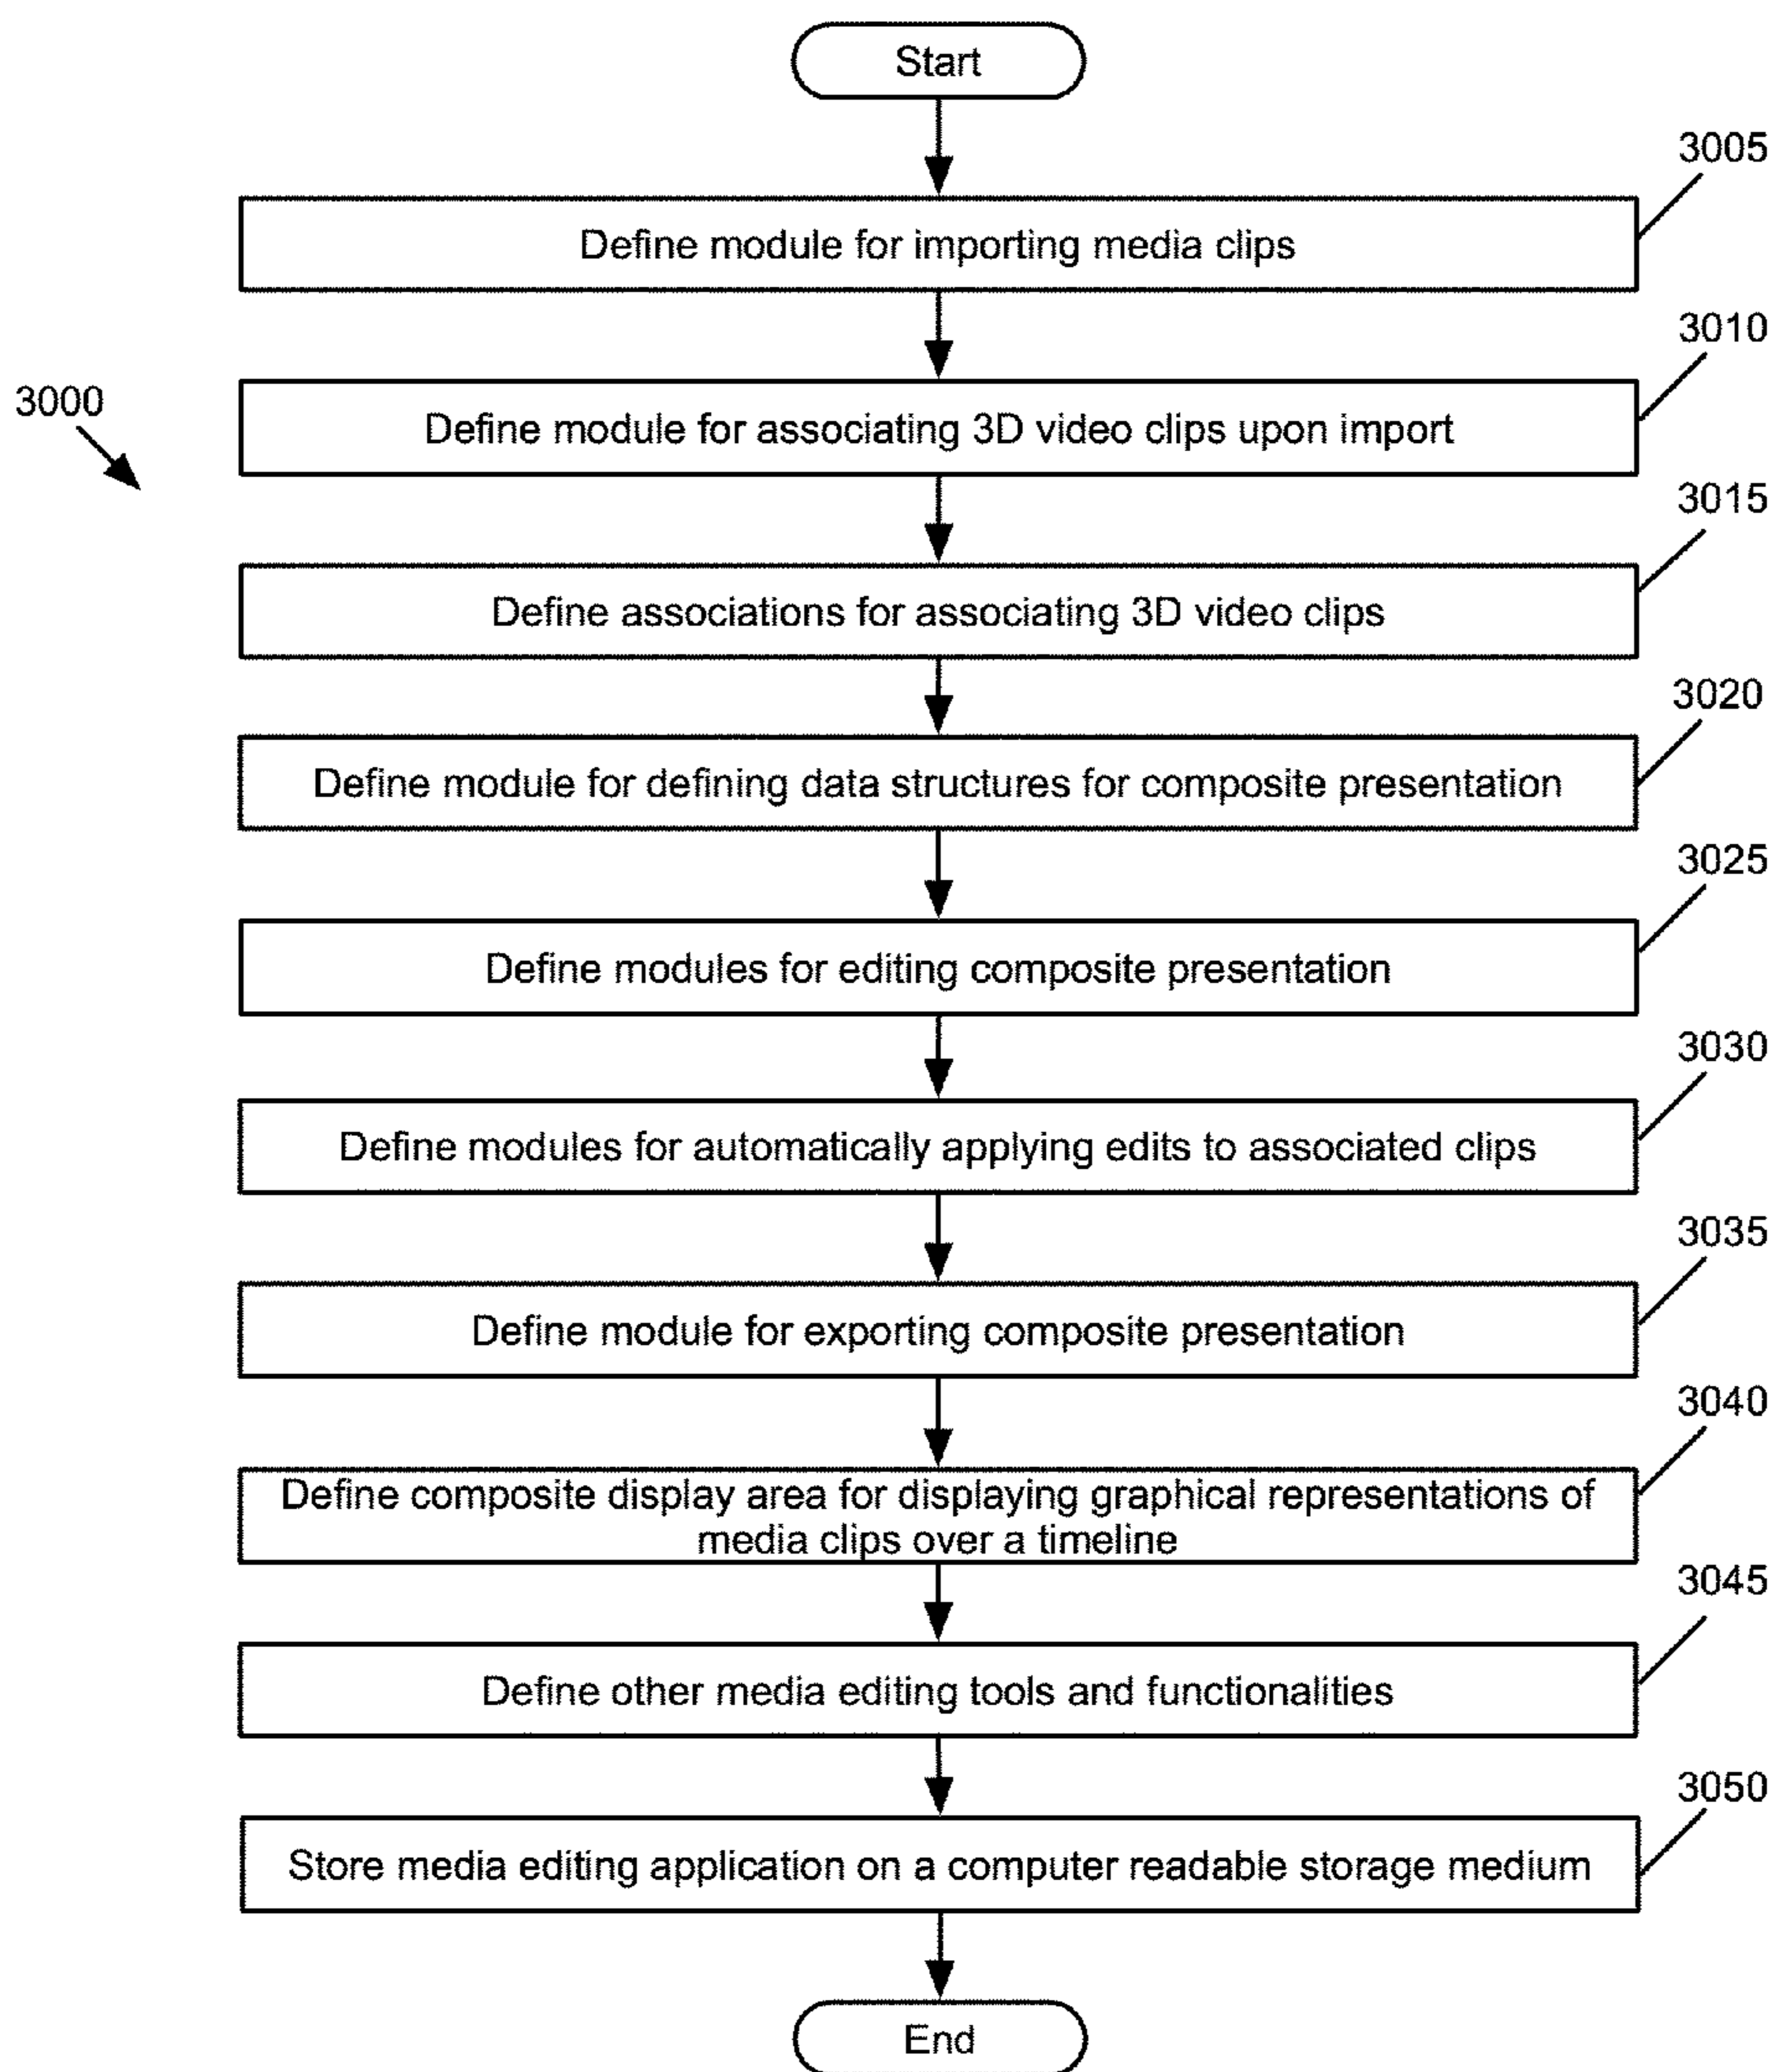 Start
3005
Define module for importing media clips
3010
Define module for associating 3D video clips upon import
3000
3015
Define associations for associating 3D video clips
3020
Define module for defining data structures for composite presentation
3025
Define modules for editing composite presentation
3030
Define modules for automatically applying edits to associated clips
3035
Define module for exporting composite presentation
3040
Define composite display area for displaying graphical representations of
media clips over a timeline
3045
Define other media editing tools and functionalities
3050
Store media editing application on a computer readable storage medium
End